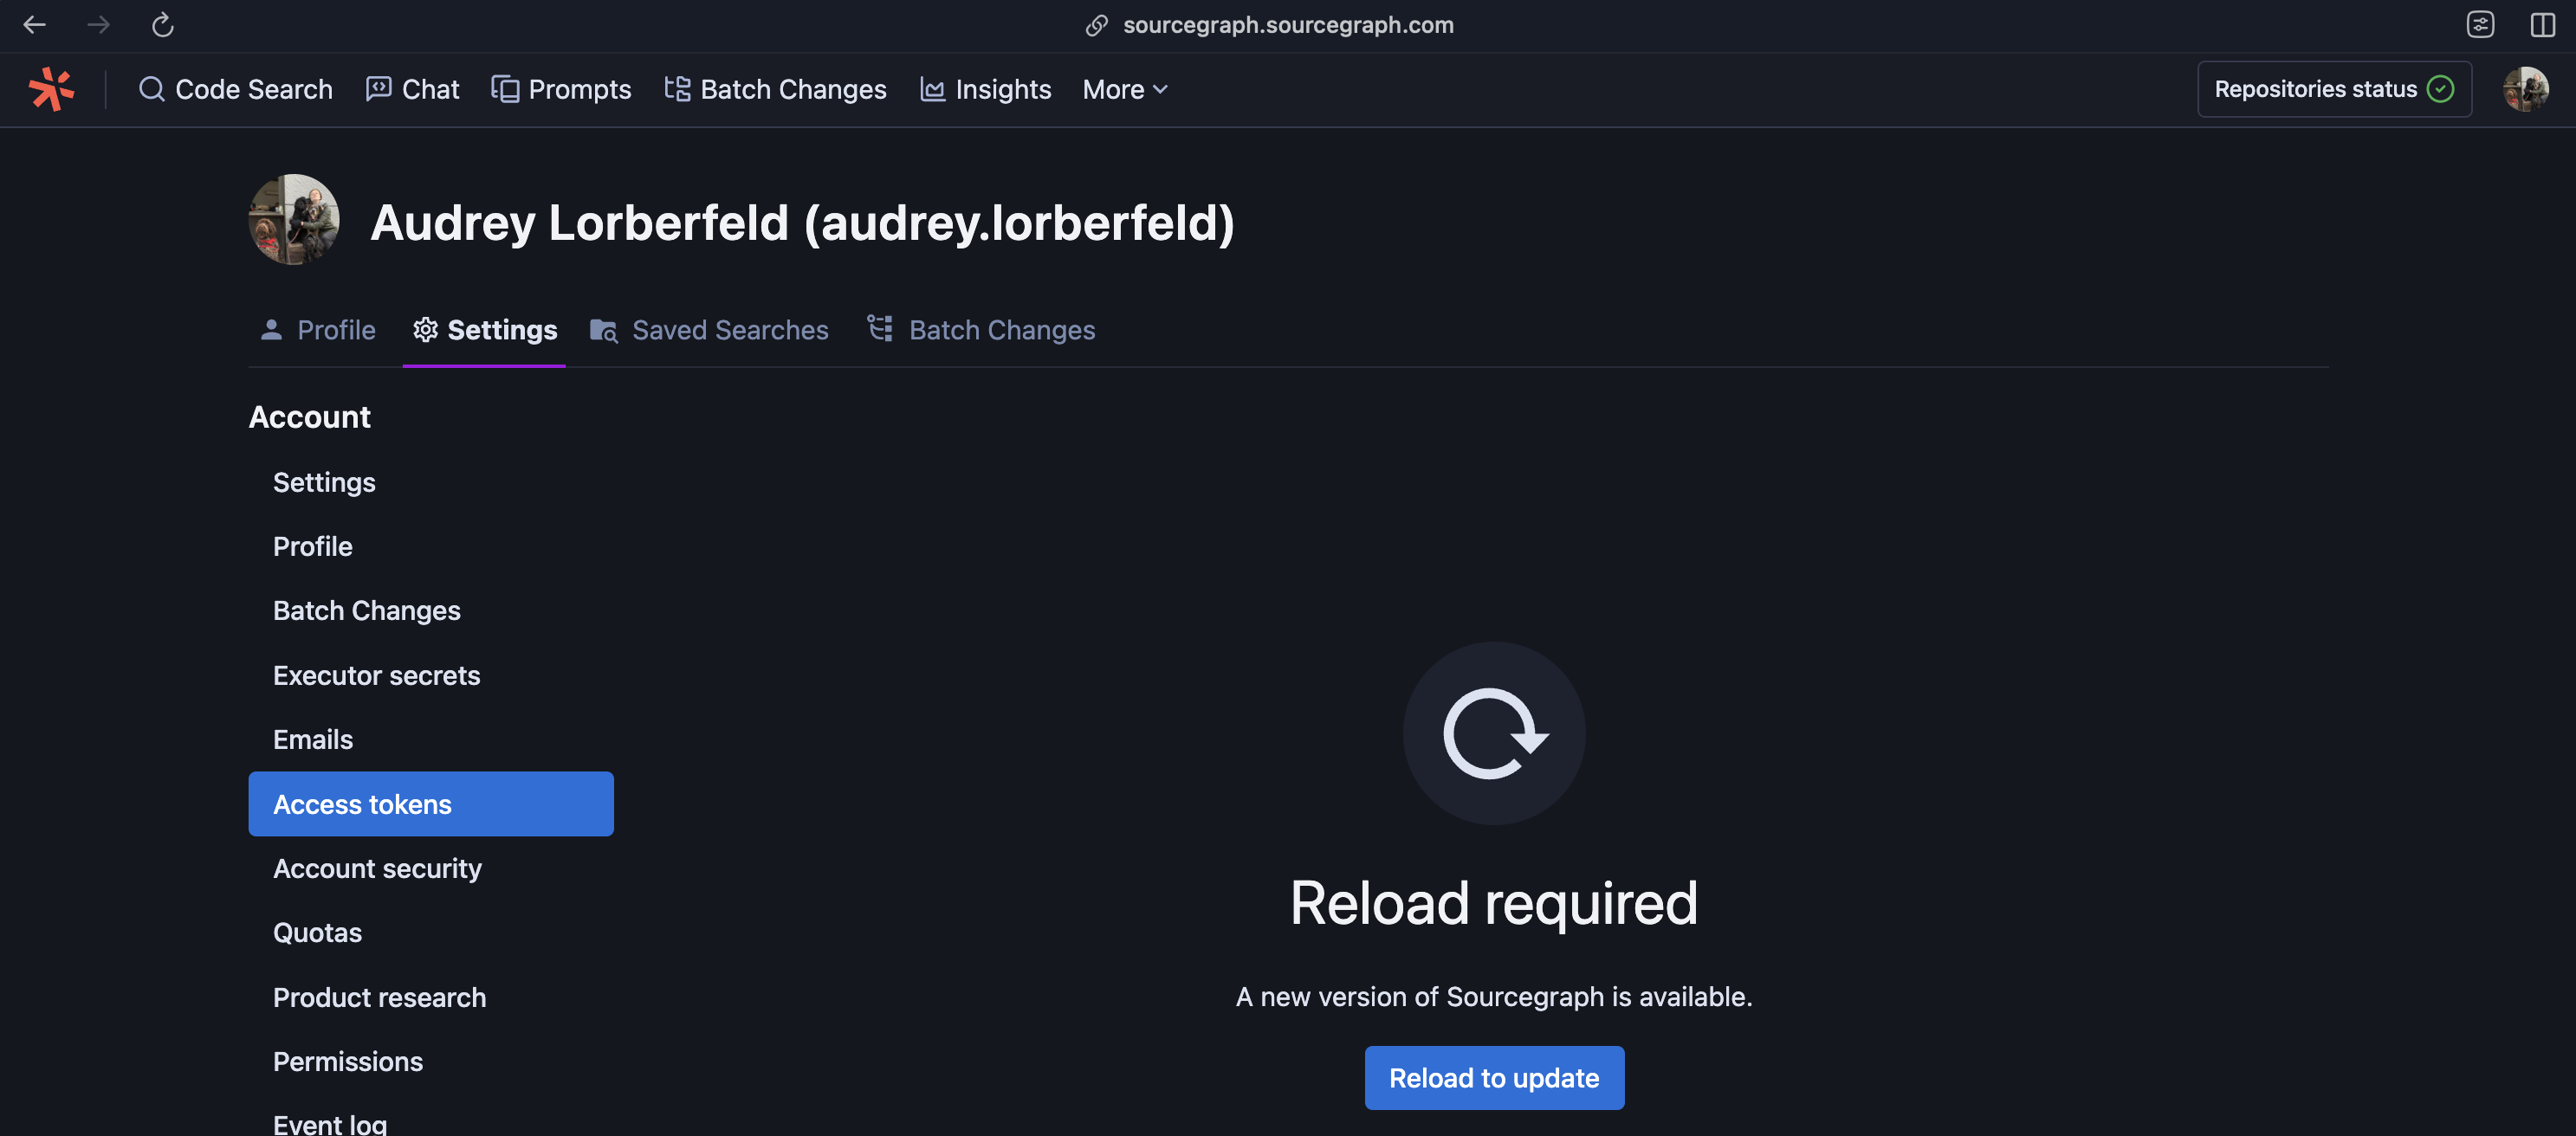 sourcegraph.sourcegraph.com
Code Search Chat Prompts Batch Changes Insights More Repositories status
Audrey Lorberfeld (audrey.lorberfeld)
Profile Settings Saved Searches Batch Changes
Account
Settings
Profile
Batch Changes
Executor secrets
Emails
Access tokens
Account security
Quotas
Product research
Permissions
Event log
Reload required
A new version of Sourcegraph is available.
Reload to update